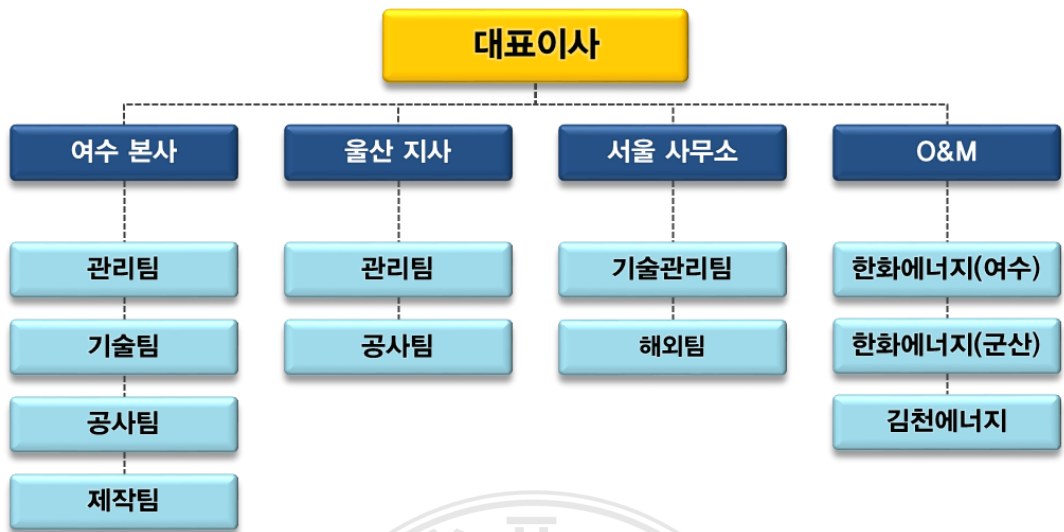 대표이사
여수 본사
울산 지사
서울 사무소
O&M
관리팀
관리팀
기술관리팀
한화에너지(여수)
기술팀
공사팀
해외팀
한화에너지(군산)
공사팀
김천에너지
제작팀